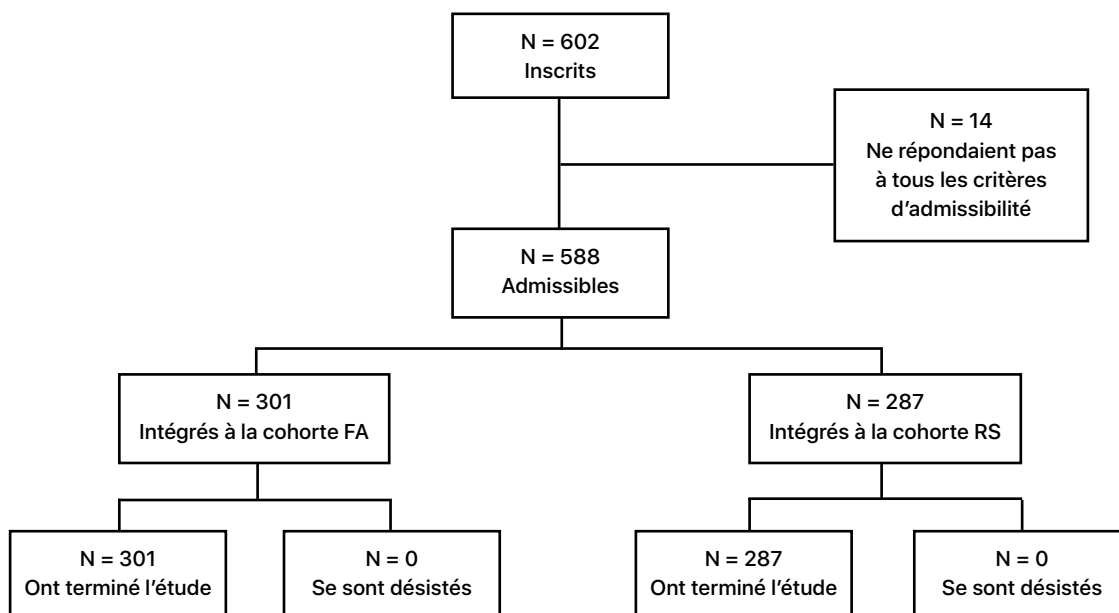 N = 602
Inscrits
N = 14
Ne répondaient pas
à tous les critères
d’admissibilité
N = 588
Admissibles
N = 301
Intégrés à la cohorte FA
N = 287
Intégrés à la cohorte RS
N = 301
Ont terminé l’étude
N = 0
Se sont désistés
N = 287
Ont terminé l’étude
N = 0
Se sont désistés